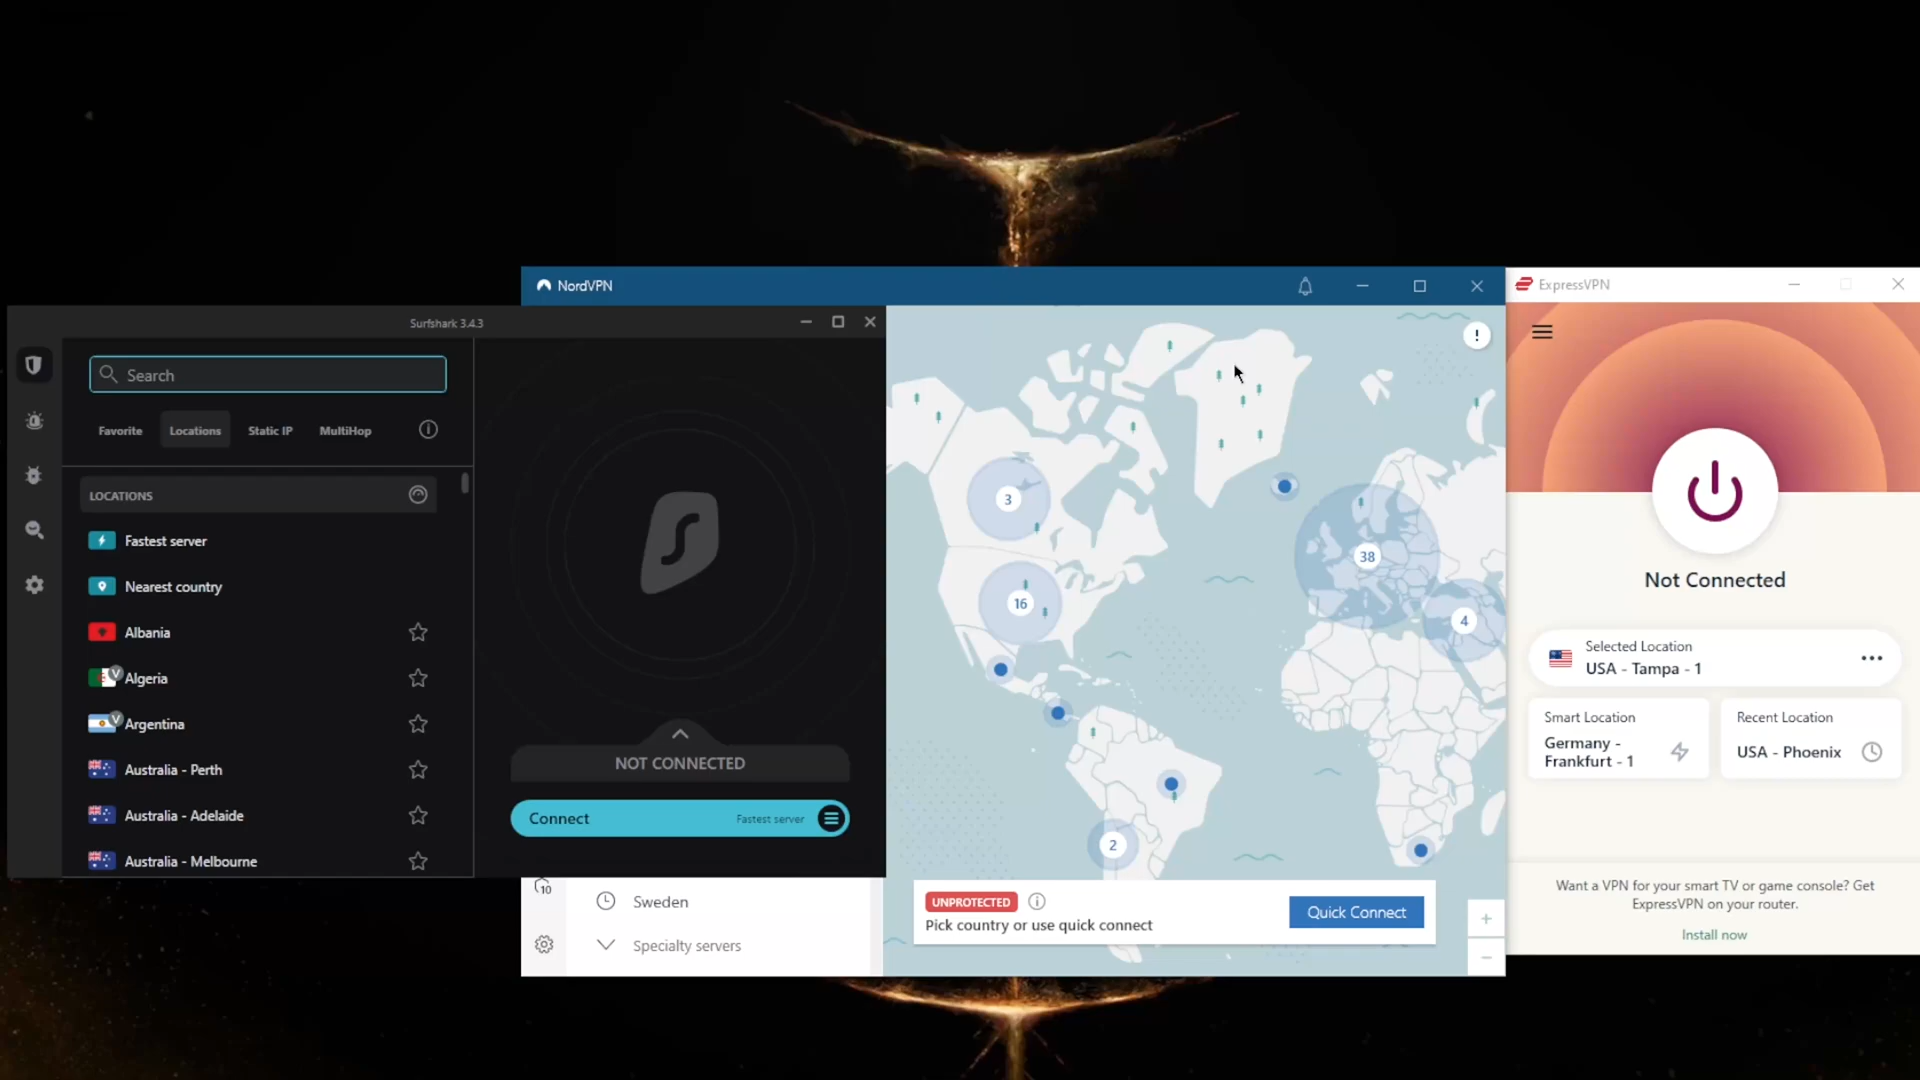 NordVPN
ExpressVPN
Surfshark 3.4.3
Search
Favorite
Locations
Static IP
MultiHop
LOCATIONS
Fastest server
Nearest country
Albania
V
Algeria
V
Argentina
Australia - Perth
Australia - Adelaide
Australia - Melbourne
NOT CONNECTED
Connect
Fastest server
10
Sweden
Specialty servers
!
3
38
16
4
2
UNPROTECTED
Pick country or use quick connect
Quick Connect
Not Connected
Selected Location
USA - Tampa - 1
Smart Location
Germany -
Frankfurt - 1
Recent Location
USA - Phoenix
Want a VPN for your smart TV or game console? Get
ExpressVPN on your router.
Install now